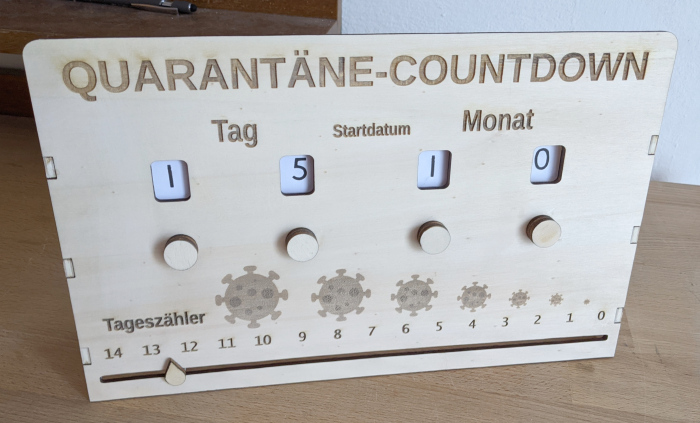 QUARANTÄNE-COUNTDOWN
Tag Startdatum Monat
1 5 1 0
Tageszähler
14 13 12 11 10 9 8 7 6 5 4 3 2 1 0